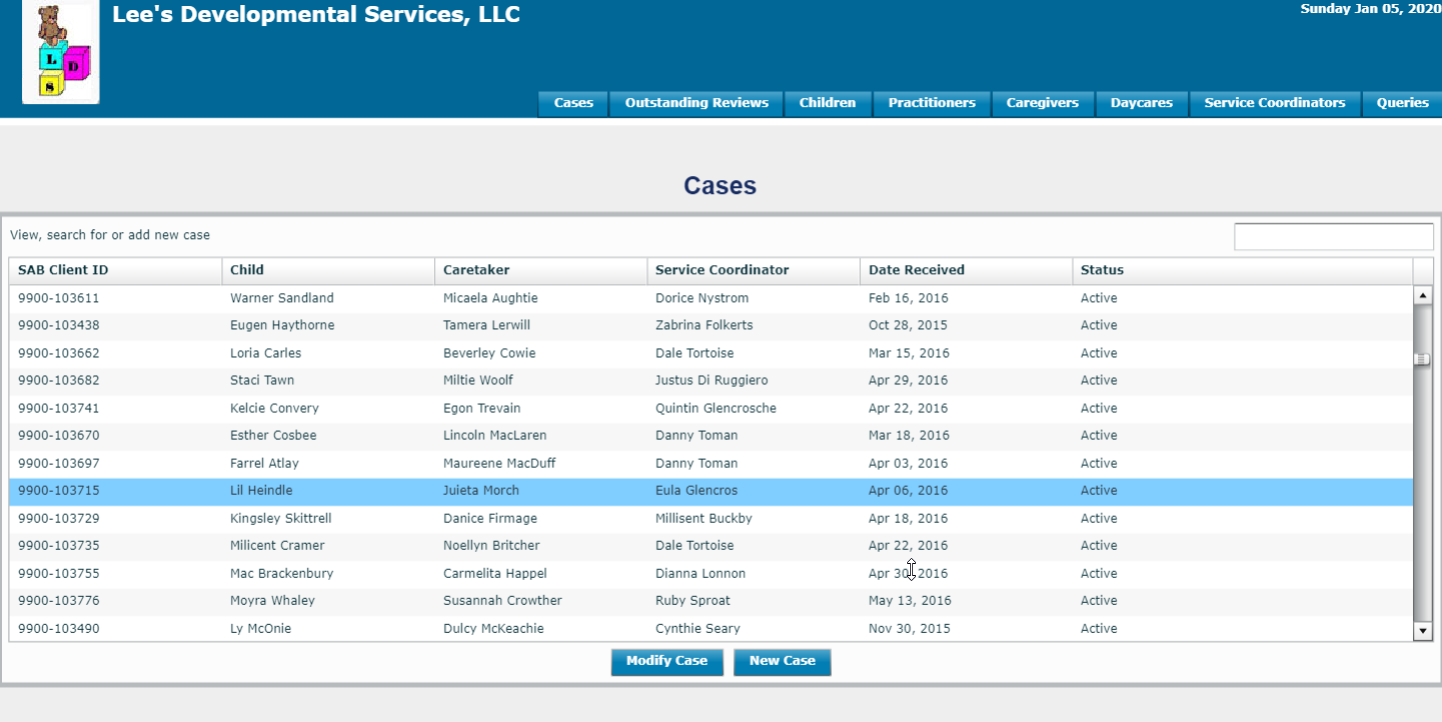 Lee's Developmental Services, LLC
Sunday Jan 05, 2020
L
D
S
Cases Outstanding Reviews Children Practitioners Caregivers Daycares Service Coordinators Queries
Cases
View, search for or add new case
SAB Client ID Child Caretaker Service Coordinator Date Received Status
9900-103611 Warner Sandland Micaela Aughtie Dorice Nystrom Feb 16, 2016 Active
9900-103438 Eugen Haythorne Tamera Lerwill Zabrina Folkerts Oct 28, 2015 Active
9900-103662 Loria Carles Beverley Cowie Dale Tortoise Mar 15, 2016 Active
9900-103682 Staci Tawn Miltie Woolf Justus Di Ruggiero Apr 29, 2016 Active
9900-103741 Kelcie Convery Egon Trevain Quintin Glencrosche Apr 22, 2016 Active
9900-103670 Esther Cosbee Lincoln MacLaren Danny Toman Mar 18, 2016 Active
9900-103697 Farrel Atlay Maureene MacDuff Danny Toman Apr 03, 2016 Active
9900-103715 Lil Heindle Juieta Morch Eula Glencros Apr 06, 2016 Active
9900-103729 Kingsley Skittrell Danice Firmage Millisent Buckby Apr 18, 2016 Active
9900-103735 Milicent Cramer Noellyn Britcher Dale Tortoise Apr 22, 2016 Active
9900-103755 Mac Brackenbury Carmelita Happel Dianna Lonnon Apr 30, 2016 Active
9900-103776 Moyra Whaley Susannah Crowther Ruby Sproat May 13, 2016 Active
9900-103490 Ly McOnie Dulcy McKeachie Cynthie Seary Nov 30, 2015 Active
Modify Case New Case